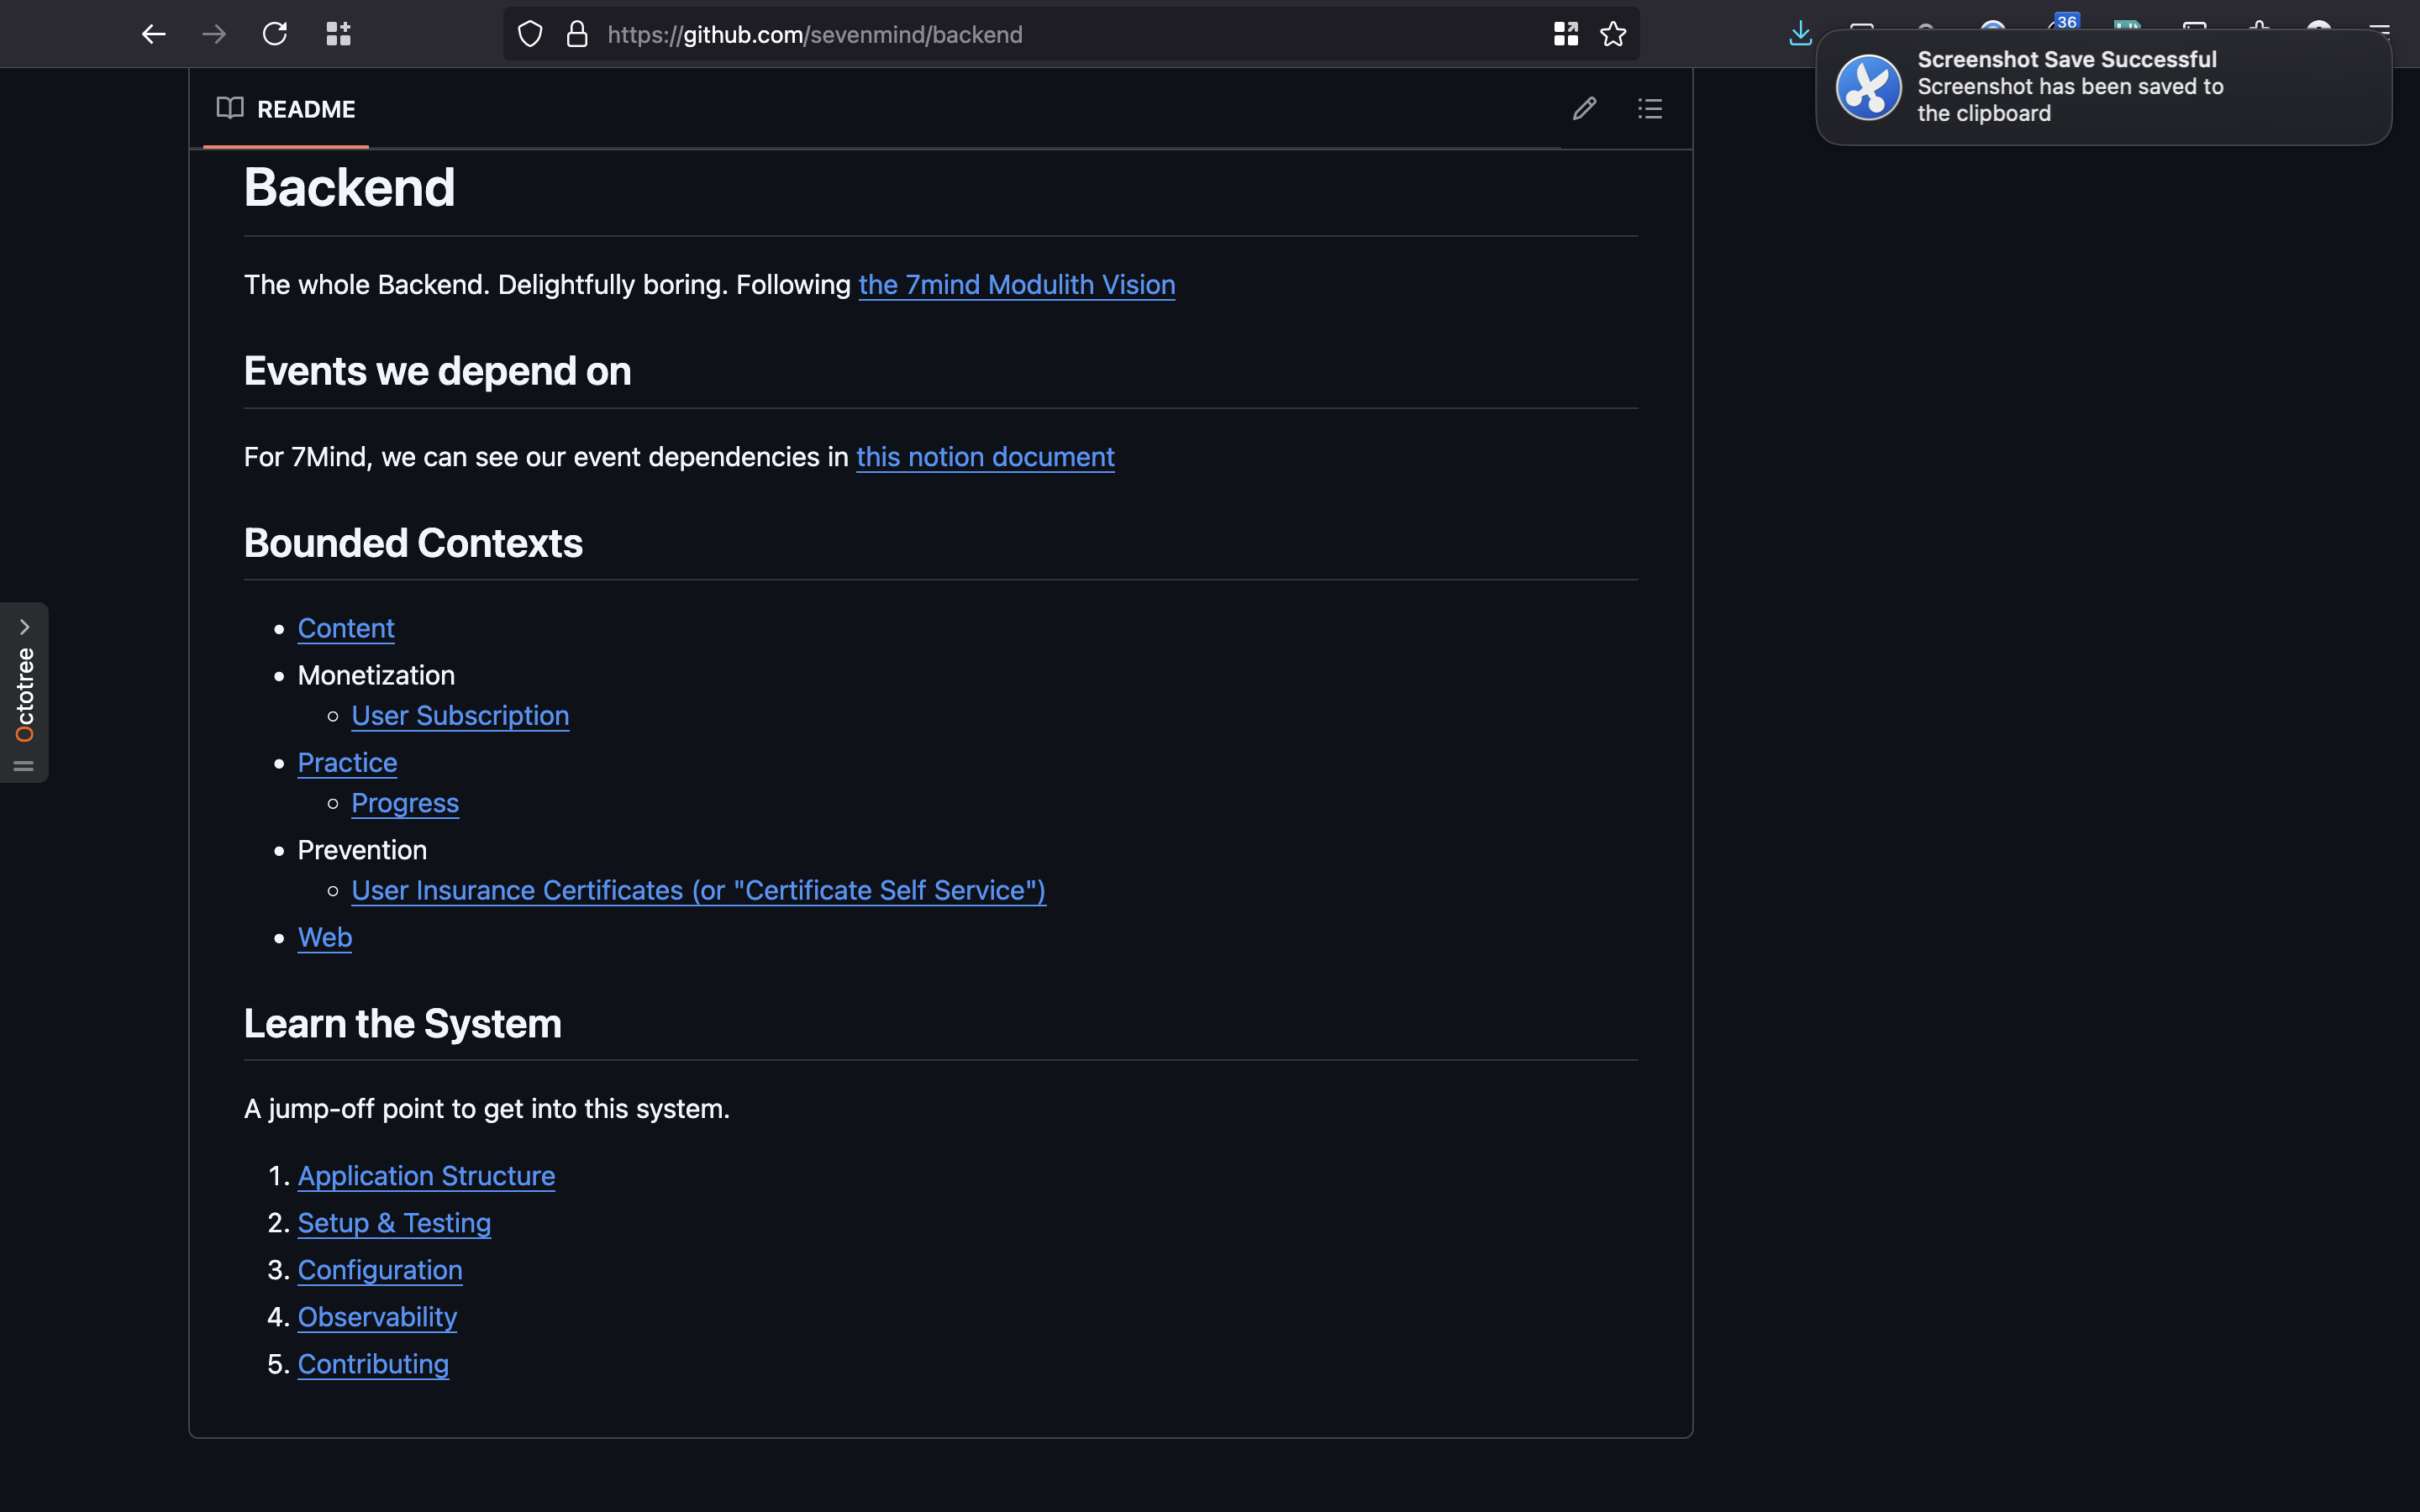 https://github.com/sevenmind/backend
36
Screenshot Save Successful
Screenshot has been saved to
the clipboard
README
Backend
The whole Backend. Delightfully boring. Following the 7mind Modulith Vision
Events we depend on
For 7Mind, we can see our event dependencies in this notion document
Bounded Contexts
Content
Monetization
User Subscription
Practice
Progress
Prevention
User Insurance Certificates (or "Certificate Self Service")
Web
Octotree
Learn the System
A jump-off point to get into this system.
1. Application Structure
2. Setup & Testing
3. Configuration
4. Observability
5. Contributing